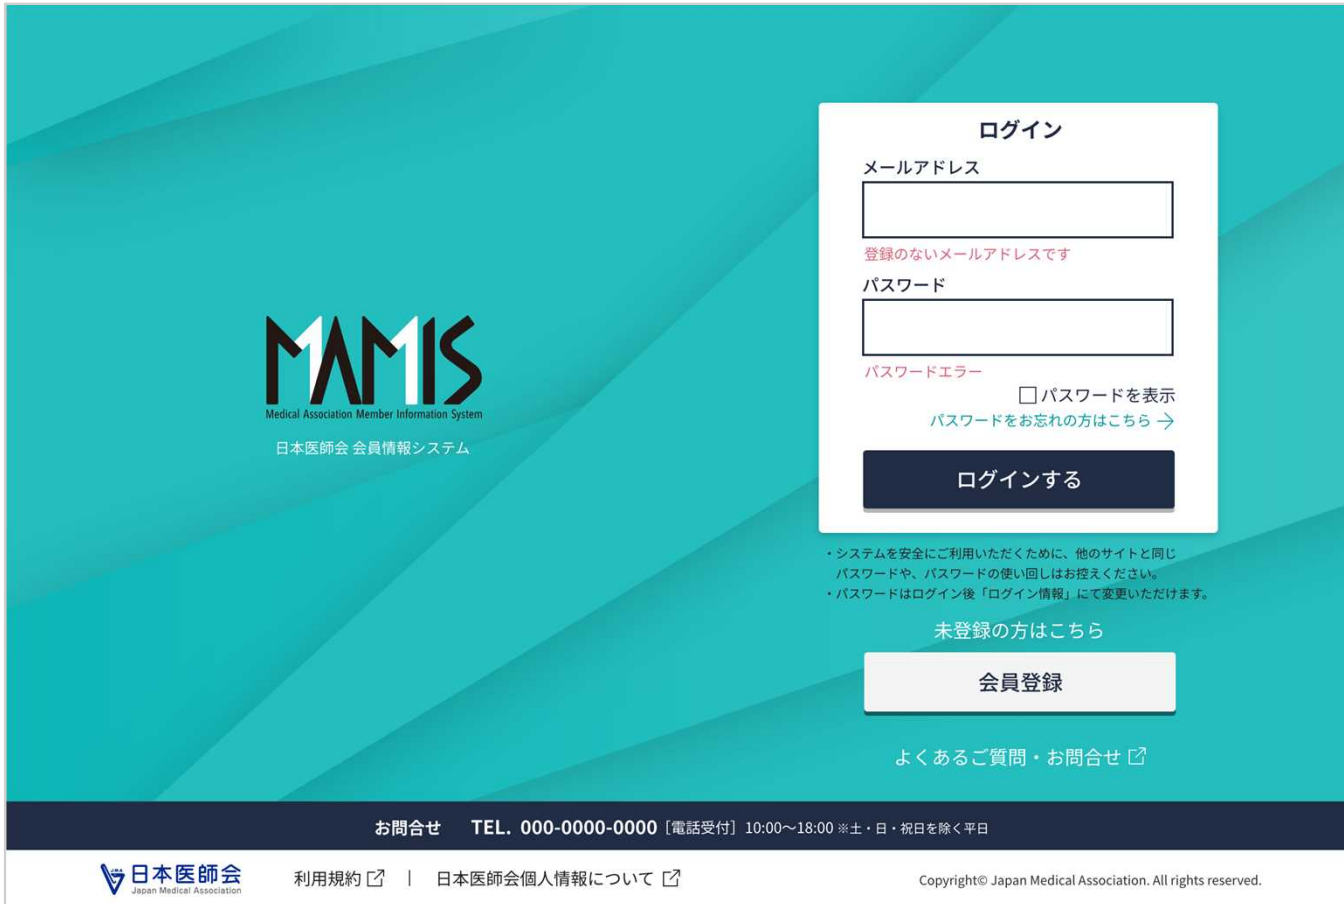 MAMIS
Medical Association Member Information System
日本医師会 会員情報システム
ログイン
メールアドレス
登録のないメールアドレスです
パスワード
パスワードエラー
パスワードを表示
パスワードをお忘れの方はこちら →
ログインする
・システムを安全にご利用いただくために、他のサイトと同じ
パスワードや、パスワードの使い回しはお控えください。
・パスワードはログイン後「ログイン情報」にて変更いただけます。
未登録の方はこちら
会員登録
よくあるご質問・お問合せ
お問合せ TEL. 000-0000-0000 [電話受付] 10:00〜18:00 ※土・日・祝日を除く平日
日本医師会
Japan Medical Association
利用規約 | 日本医師会個人情報について
Copyright© Japan Medical Association. All rights reserved.